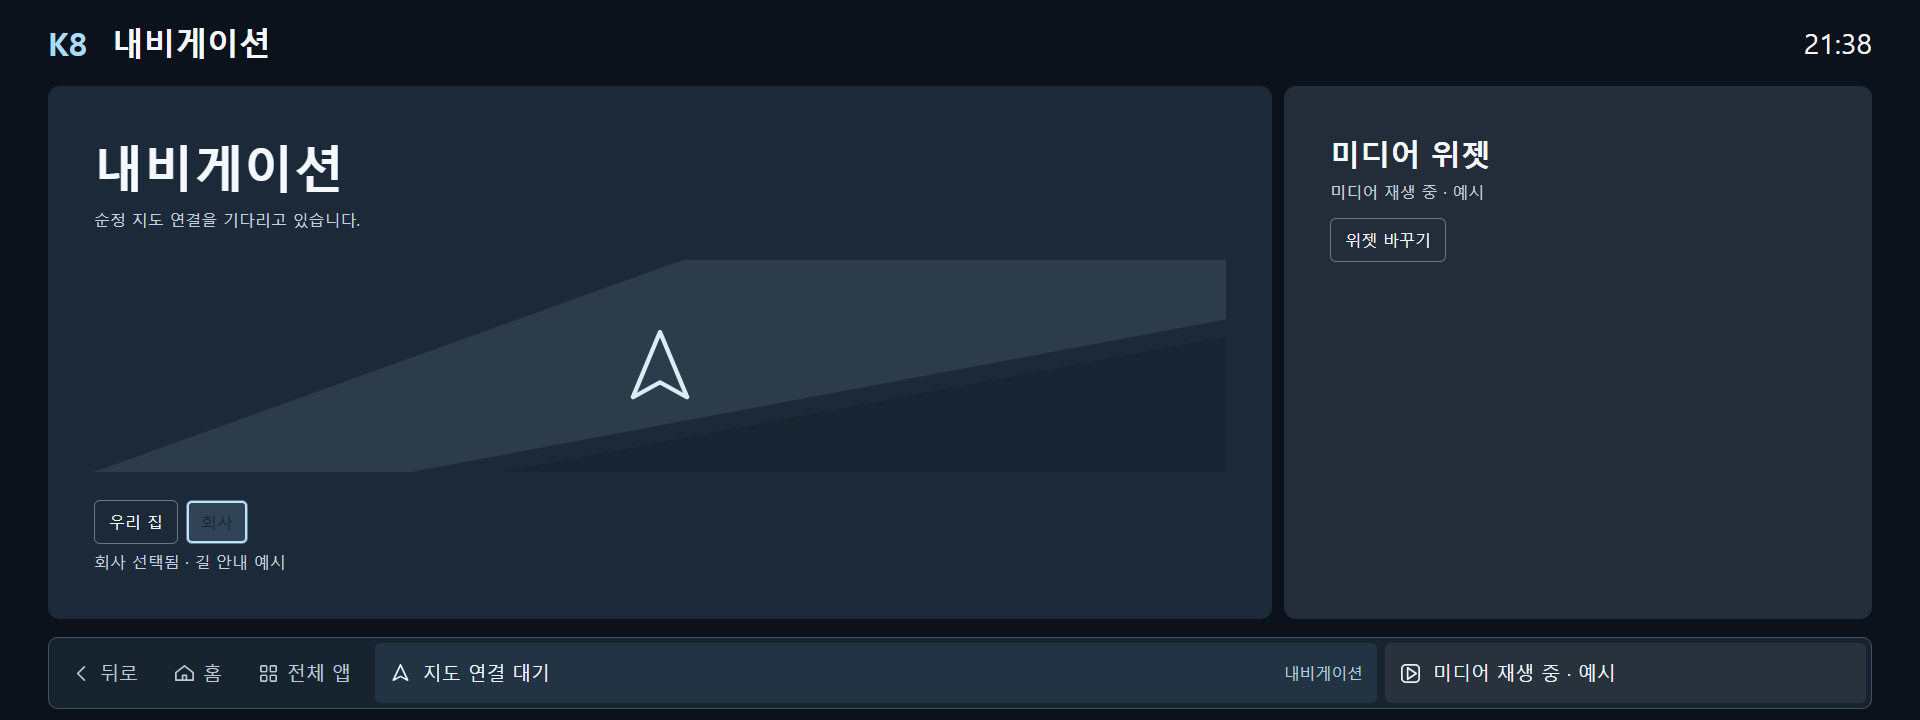 K8 내비게이션
21:38
내비게이션
순정 지도 연결을 기다리고 있습니다.
우리 집
회사
회사 선택됨 · 길 안내 예시
미디어 위젯
미디어 재생 중 · 예시
위젯 바꾸기
뒤로
홈
전체 앱
지도 연결 대기
내비게이션
미디어 재생 중 · 예시